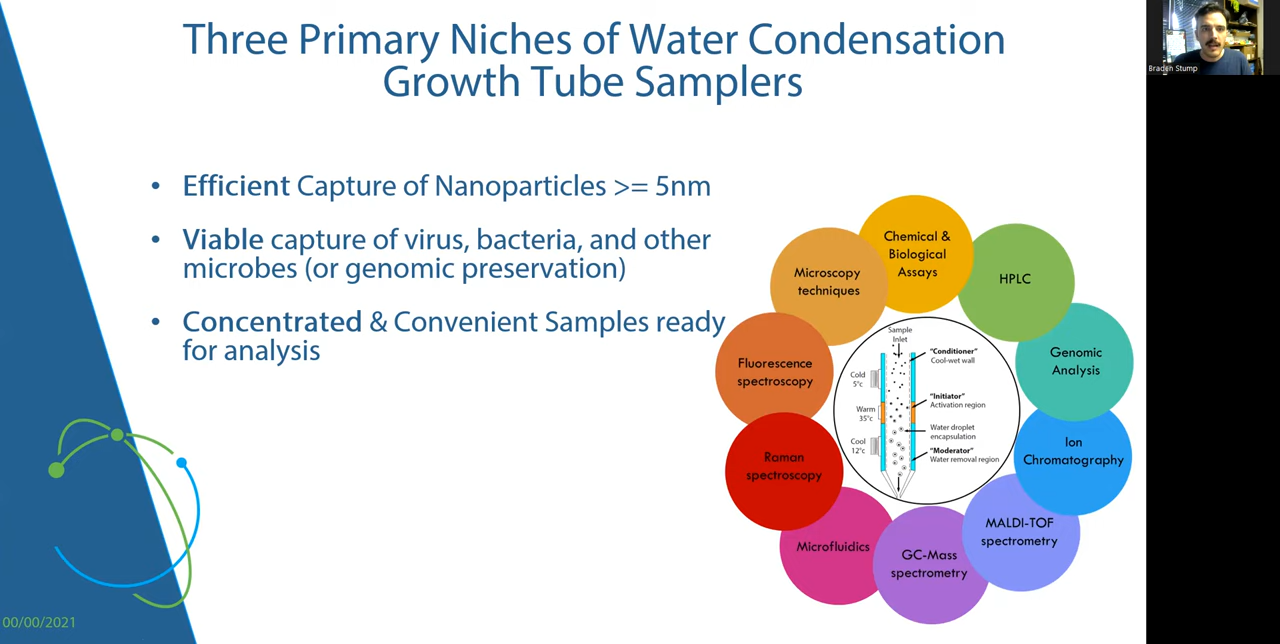 Three Primary Niches of Water Condensation
Growth Tube Samplers
Braden Stump
• Efficient Capture of Nanoparticles >= 5nm
• Viable capture of virus, bacteria, and other
microbes (or genomic preservation)
• Concentrated & Convenient Samples ready
for analysis
Chemical &
Biological
Assays
HPLC
Genomic
Analysis
Ion
Chromatography
MALDI-TOF
spectrometry
GC-Mass
spectrometry
Microfluidics
Raman
spectroscopy
Fluorescence
spectroscopy
Microscopy
techniques
Sample
Inlet
"Conditioner"
Cool-wet wall
Cold
5°c
"Initiator"
Activation region
Warm
35°c
Water droplet
encapsulation
Cool
12°c
"Moderator"
Water removal region
00/00/2021